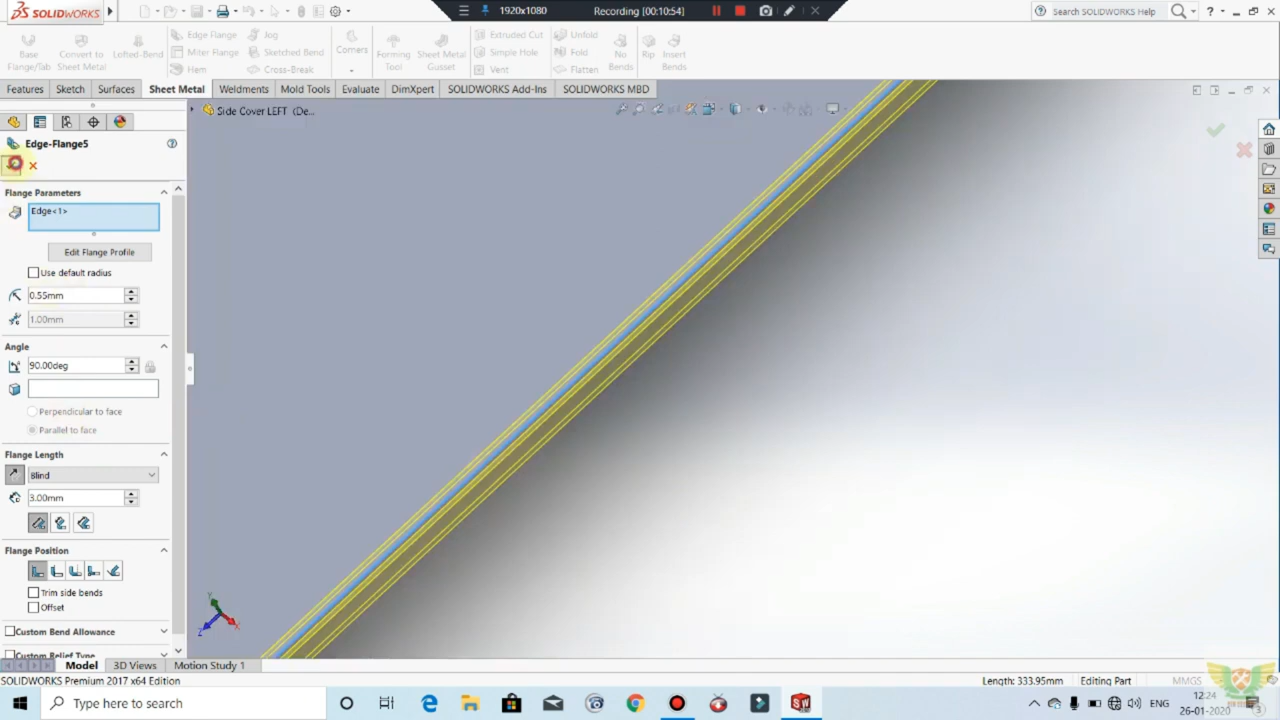 SOLIDWORKS
1920x1080
Recording [00:10:54]
Search SOLIDWORKS Help
?
Base
Flange/Tab
Convert to
Sheet Metal
Lofted-Bend
Edge Flange
Miter Flange
Hem
Jog
Sketched Bend
Cross-Break
Corners
Forming
Tool
Sheet Metal
Gusset
Extruded Cut
Simple Hole
Vent
Unfold
Fold
Flatten
No
Bends
Rip
Insert
Bends
Features
Sketch
Surfaces
Sheet Metal
Weldments
Mold Tools
Evaluate
DimXpert
SOLIDWORKS Add-Ins
SOLIDWORKS MBD
Side Cover LEFT (De...
Edge-Flange5
Flange Parameters
Edge<1>
Edit Flange Profile
Use default radius
0.55mm
1.00mm
Angle
90.00deg
Perpendicular to face
Parallel to face
Flange Length
Blind
3.00mm
Flange Position
Trim side bends
Offset
Custom Bend Allowance
Custom Relief Type
Y
X
Z
Model
3D Views
Motion Study 1
SOLIDWORKS Premium 2017 x64 Edition
Length: 333.95mm
Editing Part
MMGS
Type here to search
SW
ENG
12:24
26-01-2020
3